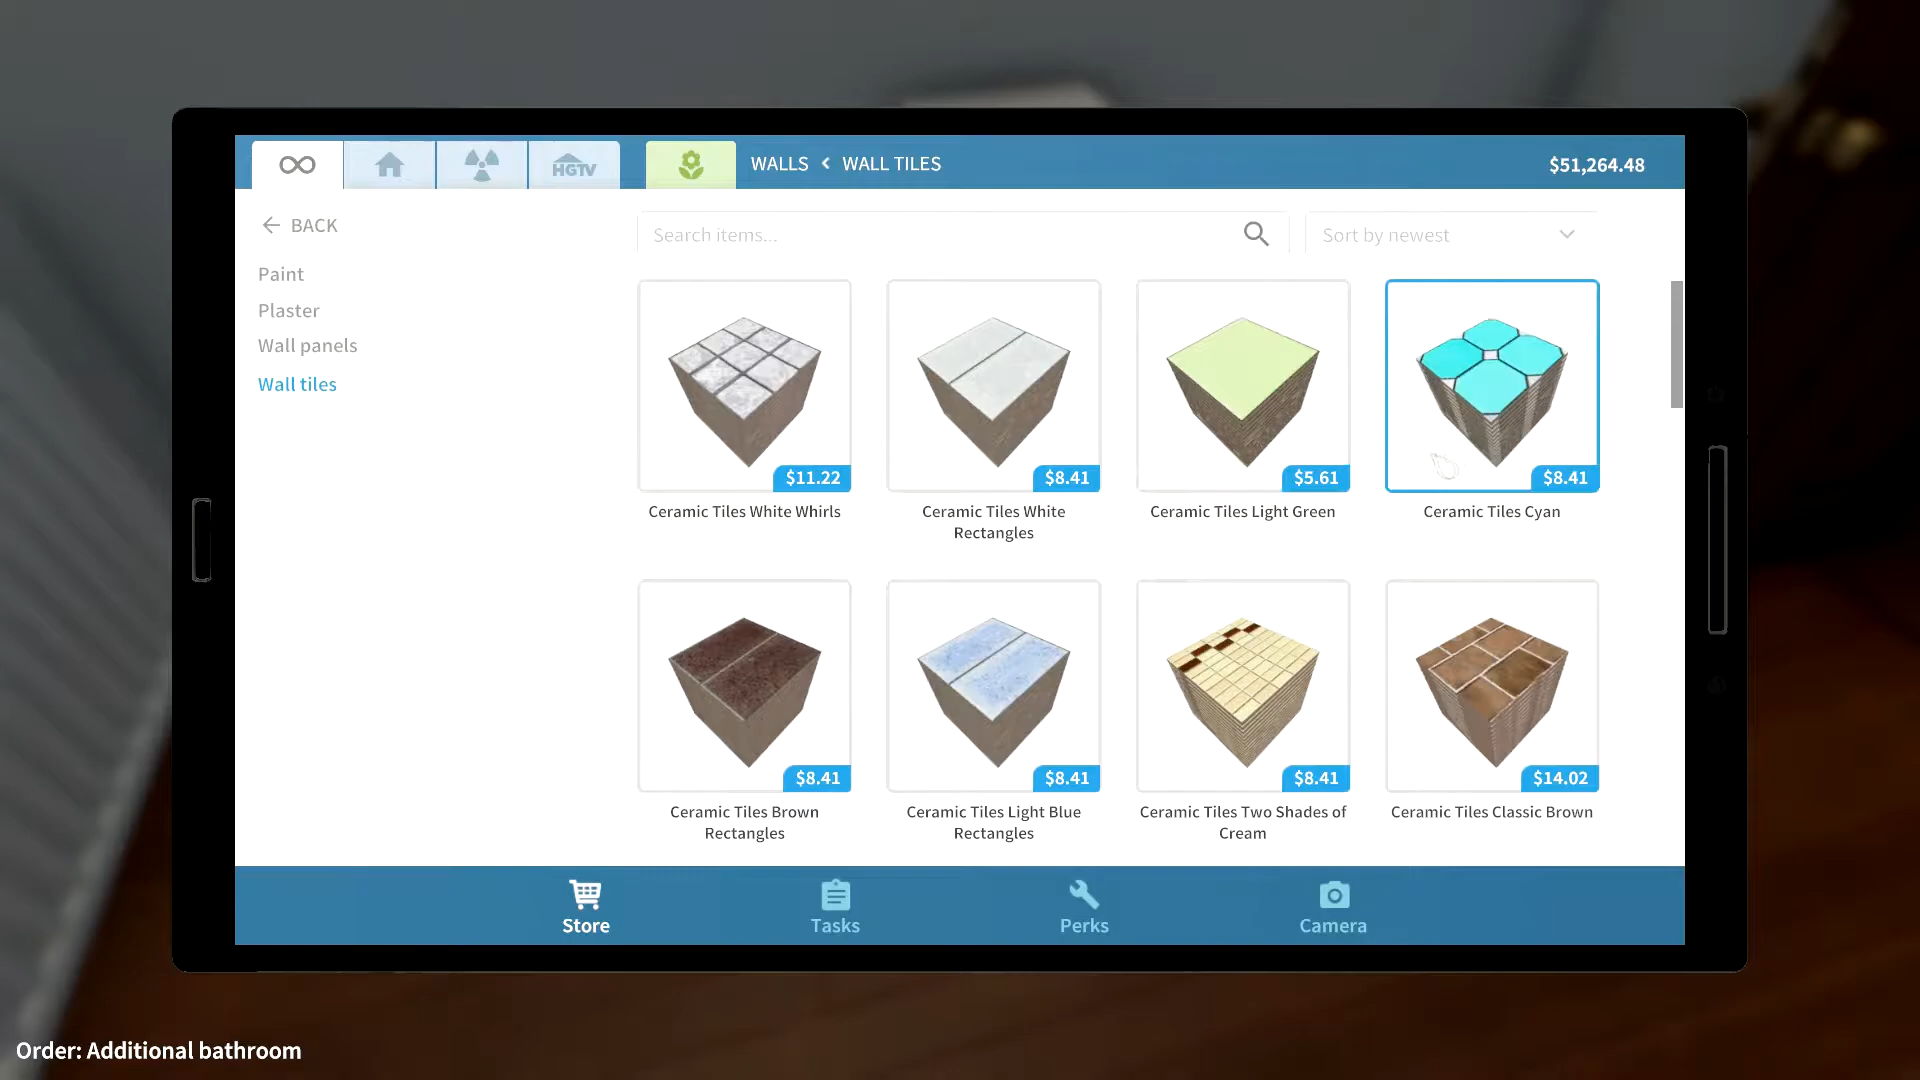 HGTV
WALLS < WALL TILES
$51,264.48
BACK
Search items...
Sort by newest
Paint
Plaster
Wall panels
Wall tiles
$11.22
$8.41
$5.61
$8.41
Ceramic Tiles White Whirls
Ceramic Tiles White
Rectangles
Ceramic Tiles Light Green
Ceramic Tiles Cyan
$8.41
$8.41
$8.41
$14.02
Ceramic Tiles Brown
Rectangles
Ceramic Tiles Light Blue
Rectangles
Ceramic Tiles Two Shades of
Cream
Ceramic Tiles Classic Brown
Store
Tasks
Perks
Camera
Order: Additional bathroom